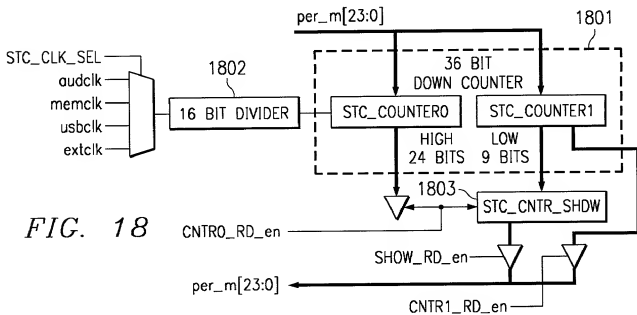 per_m[23:0]
1801
STC_CLK_SEL
1802
36 BIT
DOWN COUNTER
audclk
memclk
usbclk
extclk
16 BIT DIVIDER
STC_COUNTER0
STC_COUNTER1
HIGH
24 BITS
LOW
9 BITS
1803
STC_CNTR_SHDW
FIG. 18
CNTR0_RD_en
SHOW_RD_en
per_m[23:0]
CNTR1_RD_en